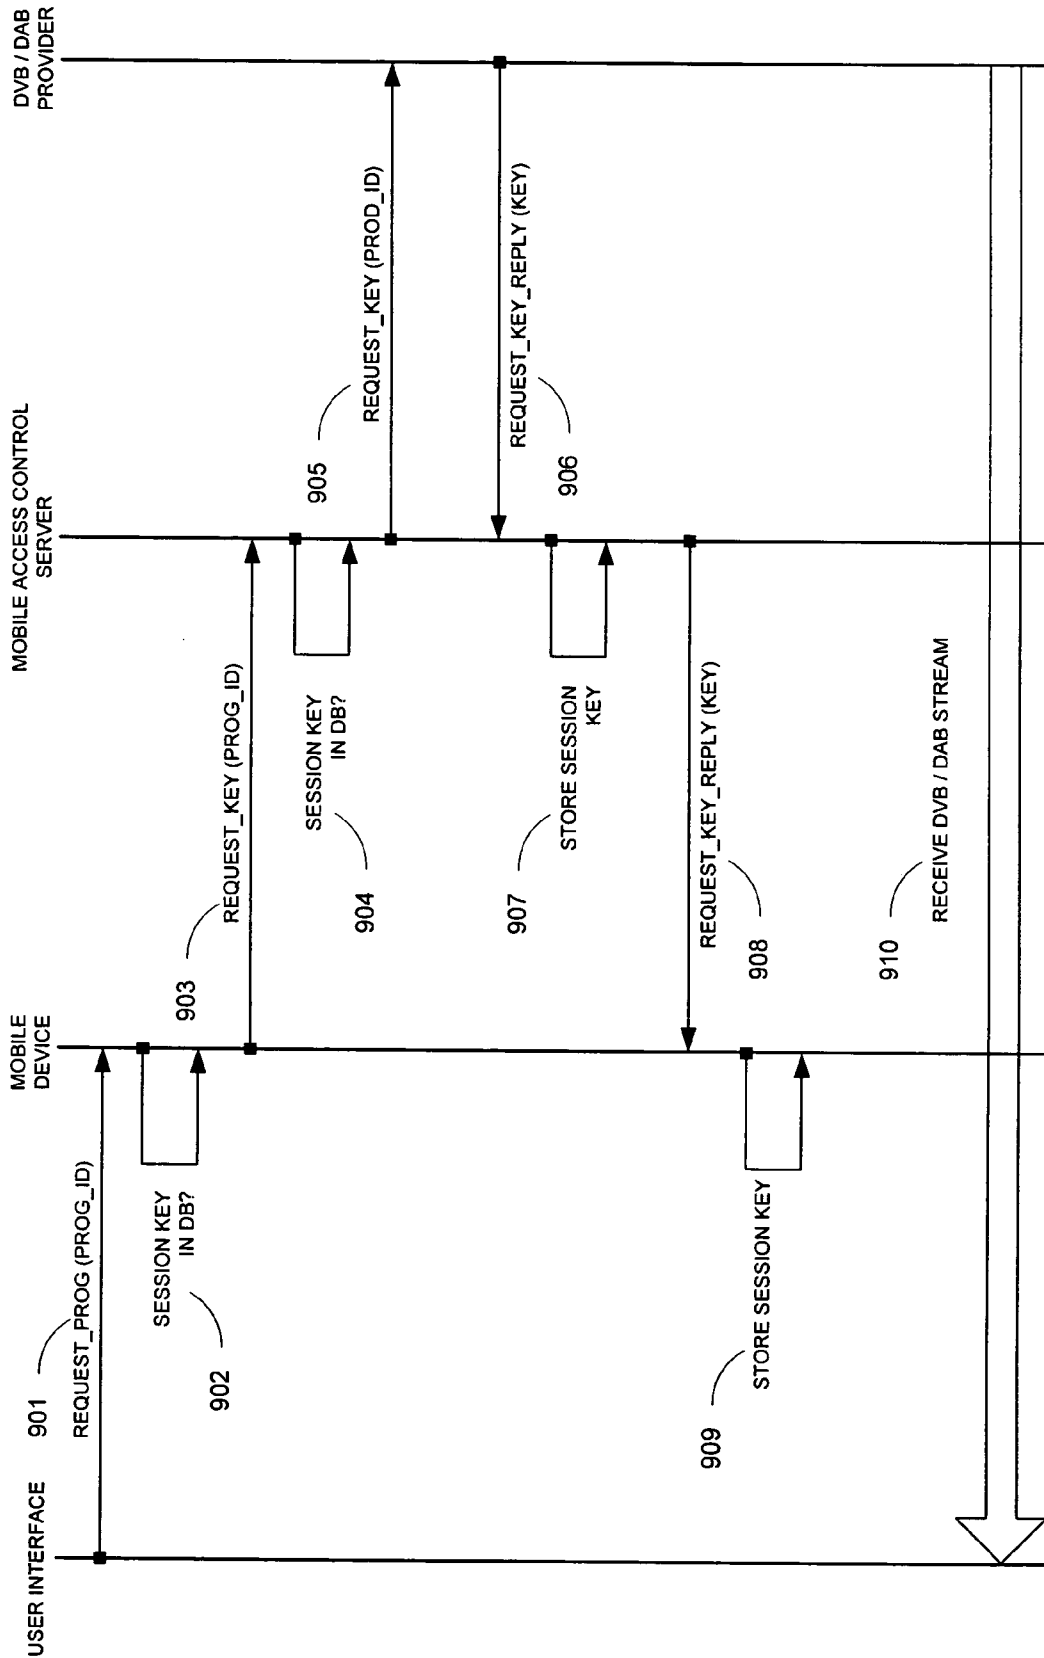 USER INTERFACE
MOBILE
DEVICE
MOBILE ACCESS CONTROL
SERVER
DVB / DAB
PROVIDER
901
REQUEST_PROG (PROG_ID)
SESSION KEY
IN DB?
902
903
REQUEST_KEY (PROG_ID)
SESSION KEY
IN DB?
904
905
REQUEST_KEY (PROD_ID)
REQUEST_KEY_REPLY (KEY)
906
907
STORE SESSION
KEY
REQUEST_KEY_REPLY (KEY)
908
909
STORE SESSION KEY
910
RECEIVE DVB / DAB STREAM